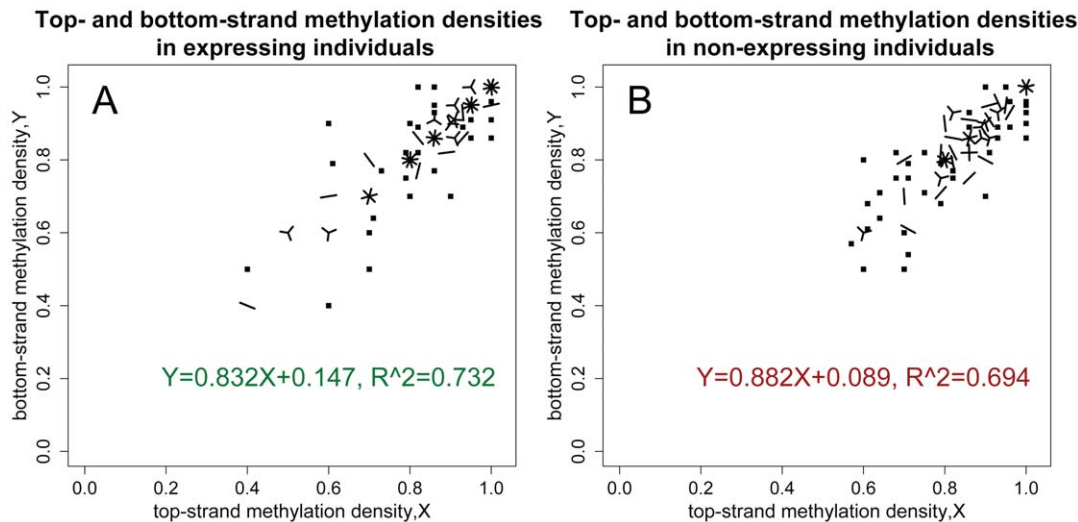 Top- and bottom-strand methylation densities
in expressing individuals
A
1.0
0.8
0.6
0.4
0.2
0.0
bottom-strand methylation density,Y
Y=0.832X+0.147, R^2=0.732
0.0 0.2 0.4 0.6 0.8 1.0
top-strand methylation density,X
Top- and bottom-strand methylation densities
in non-expressing individuals
B
1.0
0.8
0.6
0.4
0.2
0.0
bottom-strand methylation density,Y
Y=0.882X+0.089, R^2=0.694
0.0 0.2 0.4 0.6 0.8 1.0
top-strand methylation density,X